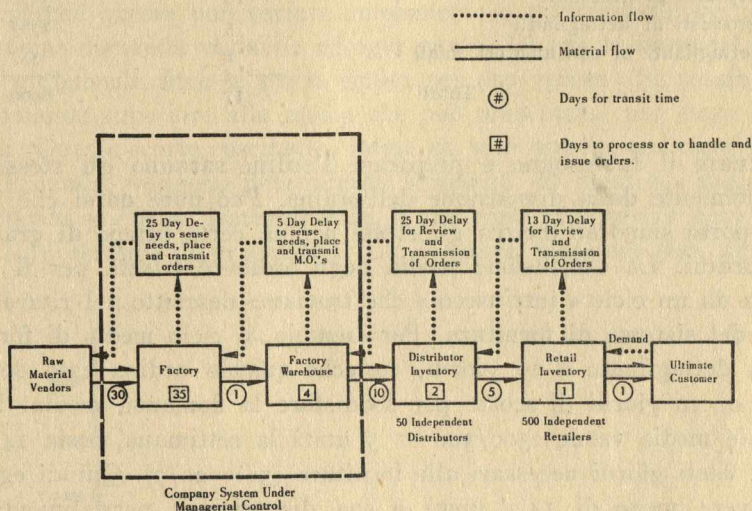 Information flow
Material flow
# Days for transit time
# Days to process or to handle and
issue orders.
25 Day De-
lay to sense
needs, place
and transmit
orders
5 Day Delay
to sense
needs, place
and transmit
M.O.'s
25 Day Delay
for Review
and
Transmission
of Orders
13 Day Delay
for Review
and
Transmission
of Orders
Raw
Material
Vendors
30
Factory
35
1
Factory
Warehouse
4
10
Distributor
Inventory
2
5
Retail
Inventory
1
Demand
1
Ultimate
Customer
50 Independent
Distributors
500 Independent
Retailers
Company System Under
Managerial Control